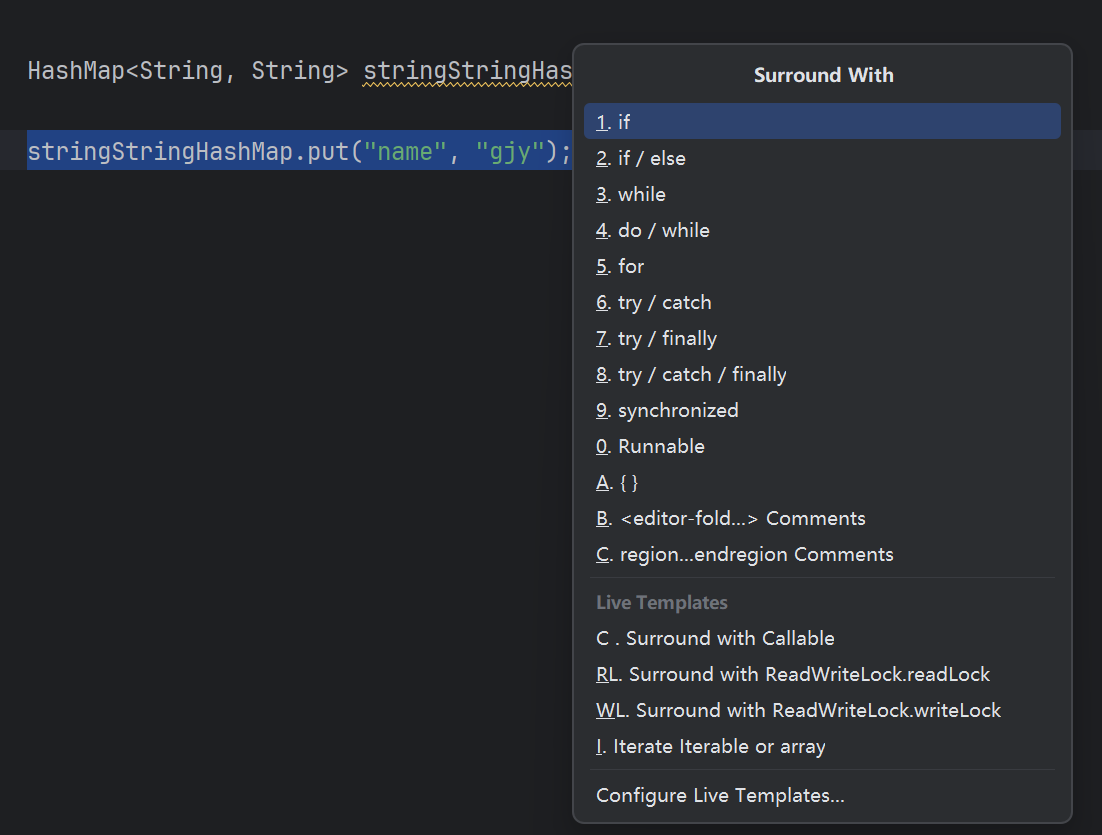 HashMap<String, String> stringStringHas
stringStringHashMap.put("name", "gjy");
Surround With
1. if
2. if / else
3. while
4. do / while
5. for
6. try / catch
7. try / finally
8. try / catch / finally
9. synchronized
0. Runnable
A. { }
B. <editor-fold...> Comments
C. region...endregion Comments
Live Templates
C . Surround with Callable
RL. Surround with ReadWriteLock.readLock
WL. Surround with ReadWriteLock.writeLock
I. Iterate Iterable or array
Configure Live Templates...